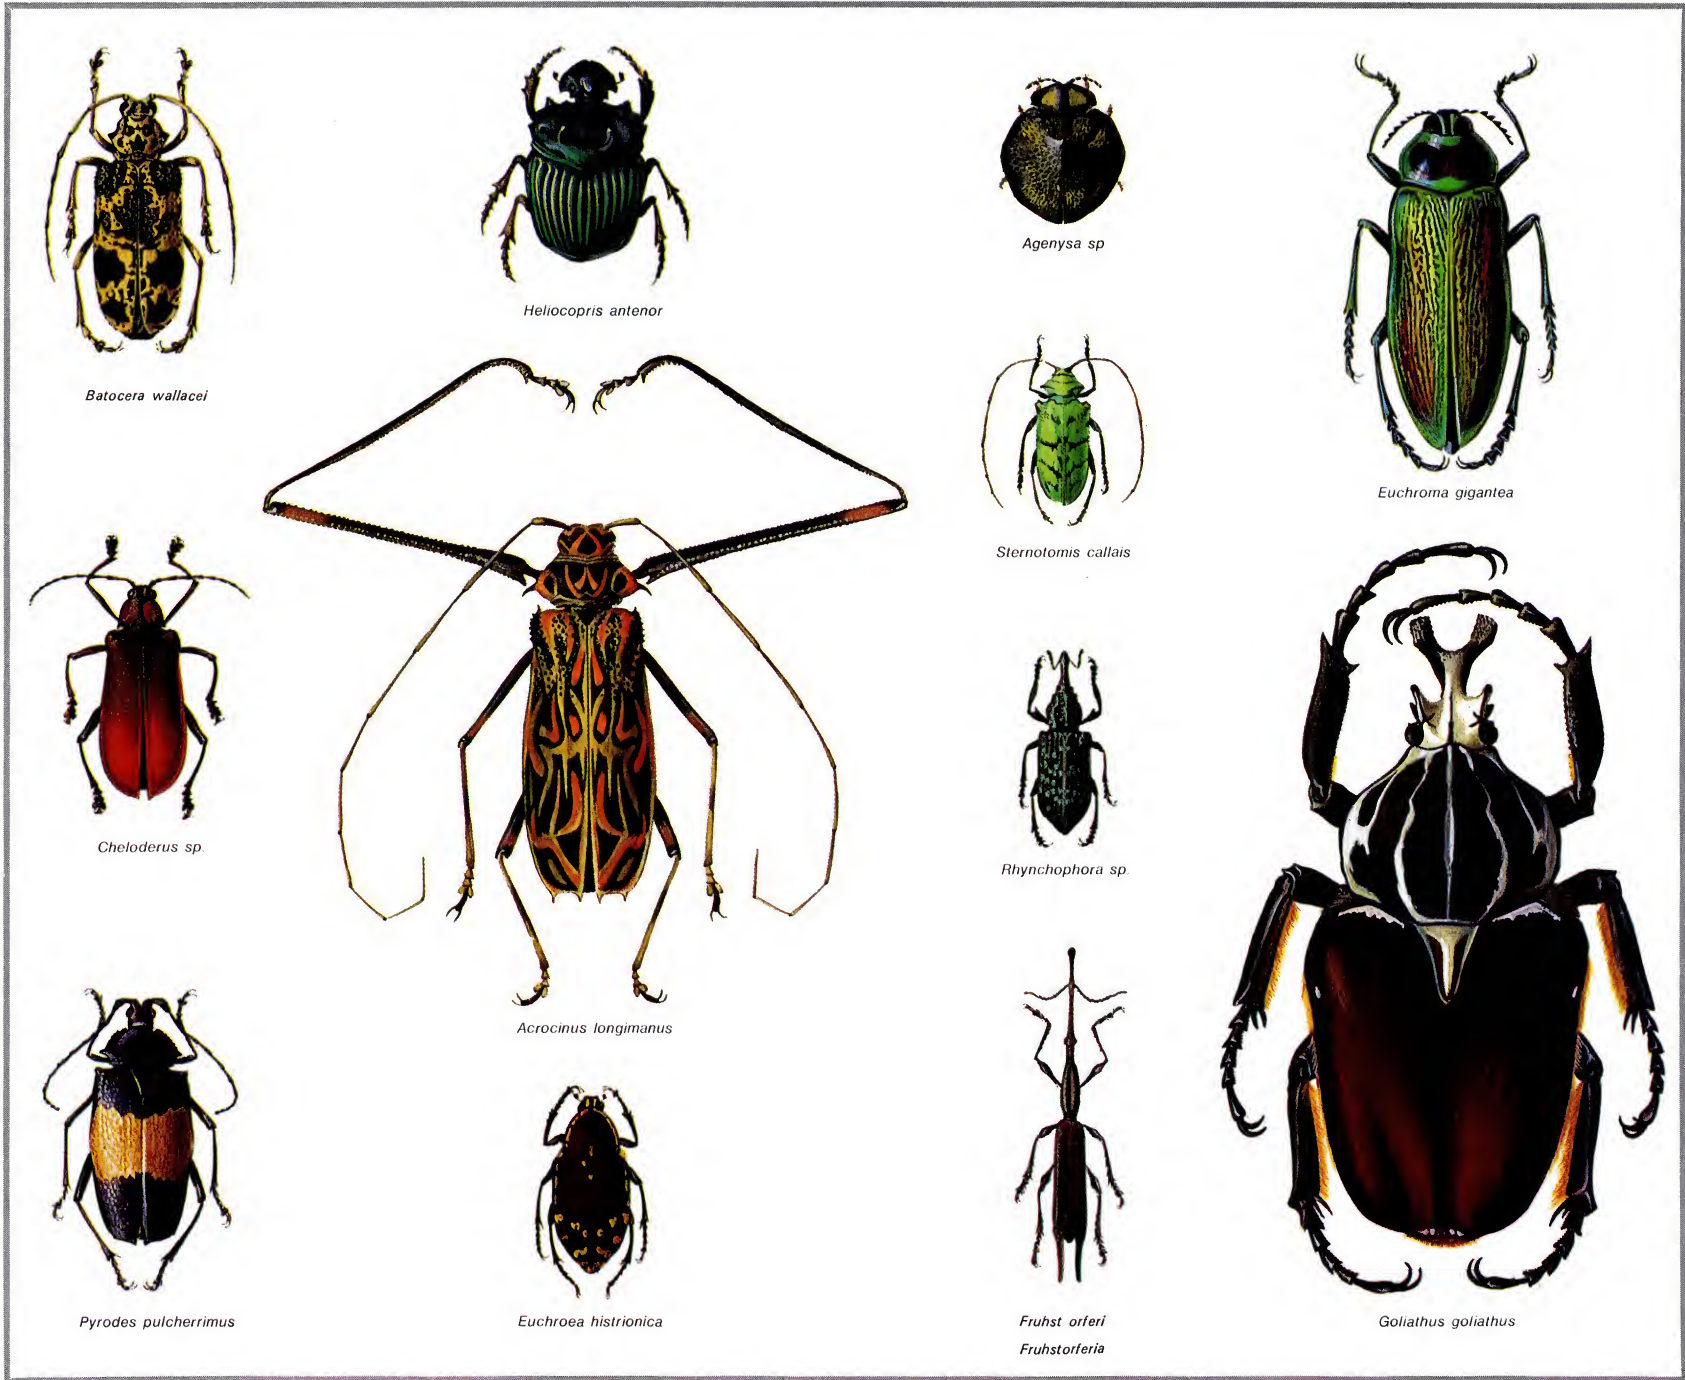 Agenysa sp
Heliocopris antenor
Batocera wallacei
Euchroma gigantea
Sternotomis callais
Cheloderus sp.
Rhynchophora sp.
Acrocinus longimanus
Pyrodes pulcherrimus
Euchroea histrionica
Fruhst orferi
Fruhstorferia
Goliathus goliathus